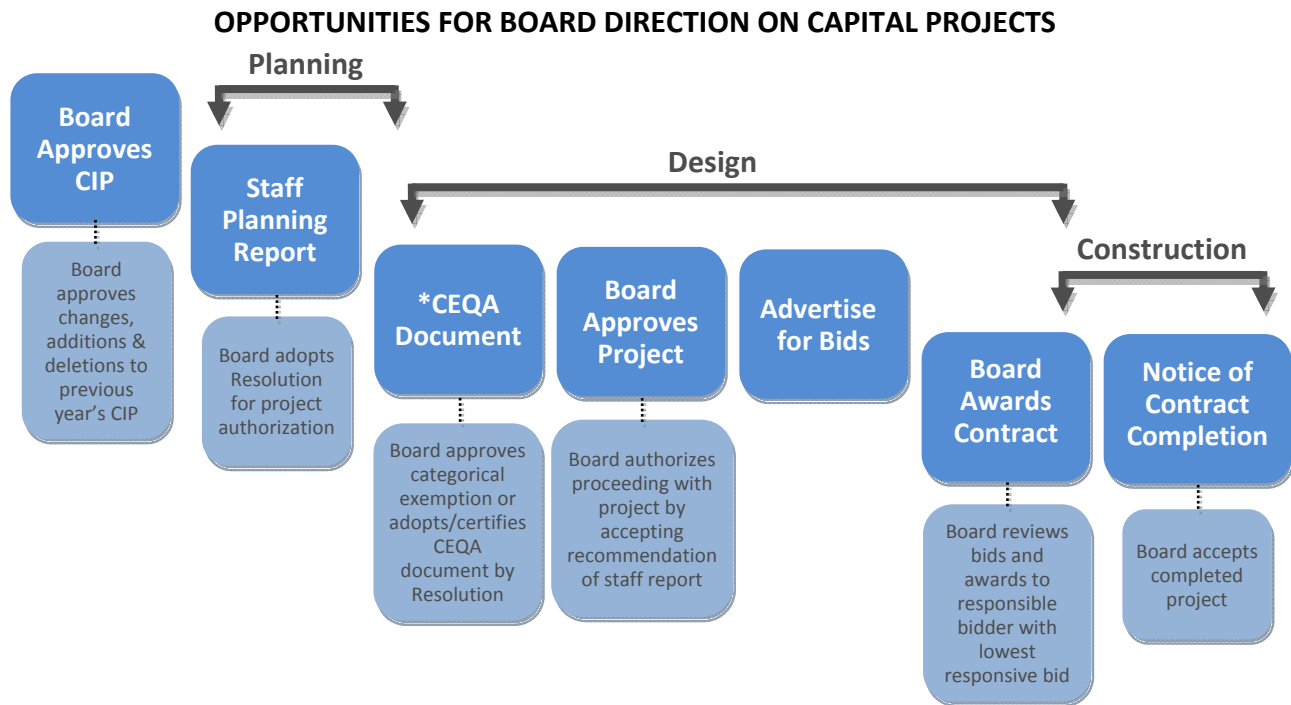 OPPORTUNITIES FOR BOARD DIRECTION ON CAPITAL PROJECTS
Planning
Board
Approves
CIP
Board
approves
changes,
additions &
deletions to
previous
year’s CIP
Staff
Planning
Report
Board adopts
Resolution
for project
authorization
Design
*CEQA
Document
Board approves
categorical
exemption or
adopts/certifies
CEQA
document by
Resolution
Board
Approves
Project
Board authorizes
proceeding with
project by
accepting
recommendation
of staff report
Advertise
for Bids
Construction
Board
Awards
Contract
Board reviews
bids and
awards to
responsible
bidder with
lowest
responsive bid
Notice of
Contract
Completion
Board accepts
completed
project